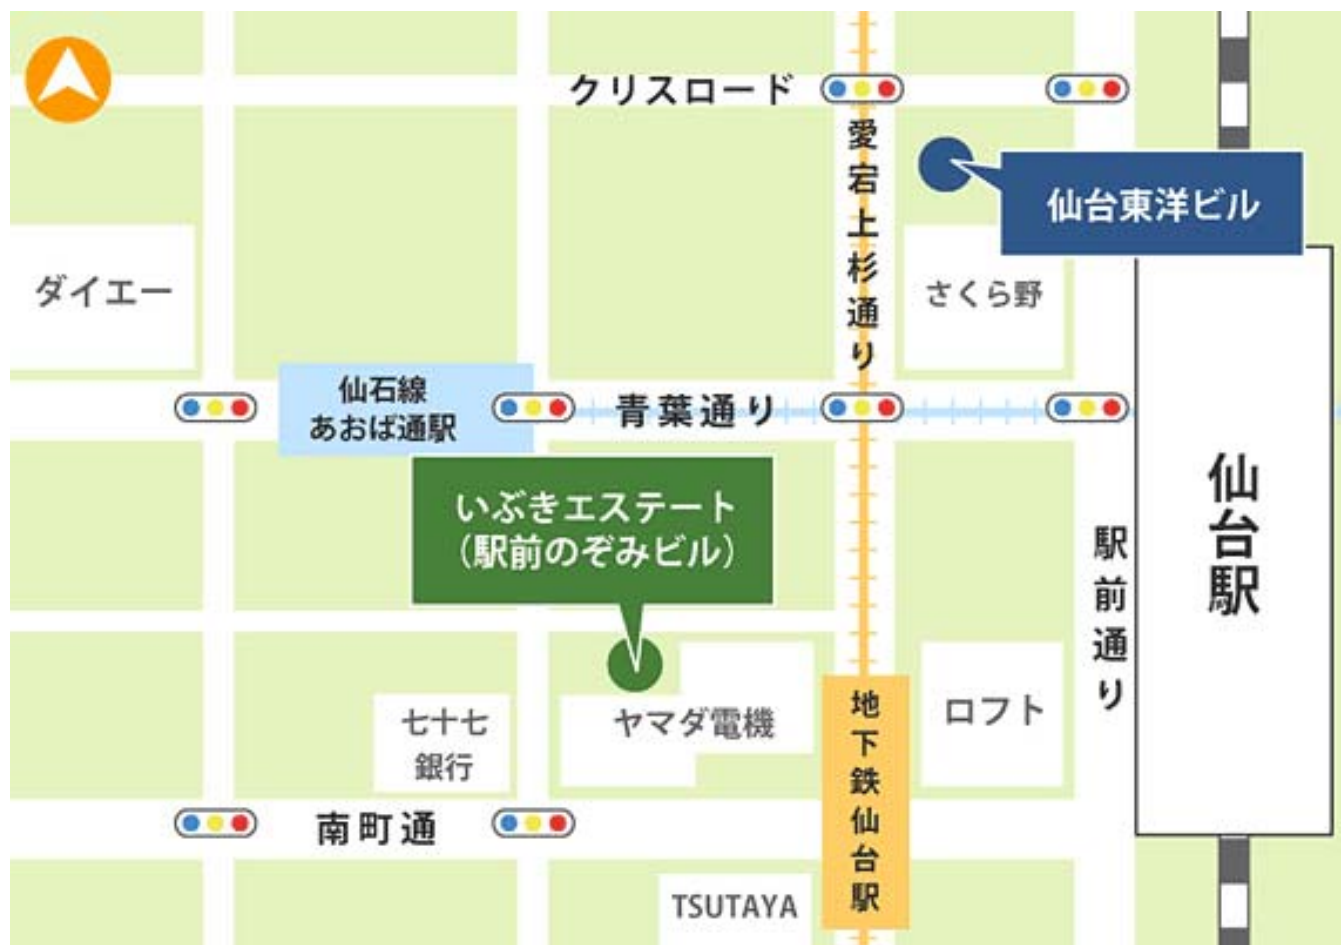 クリスロード
愛宕上杉通り
仙台東洋ビル
ダイエー
さくら野
仙石線
あおば通駅
青葉通り
いぶきエステート
（駅前のぞみビル）
仙台駅
駅前通り
七十七
銀行
ヤマダ電機
地下鉄仙台駅
ロフト
南町通
TSUTAYA